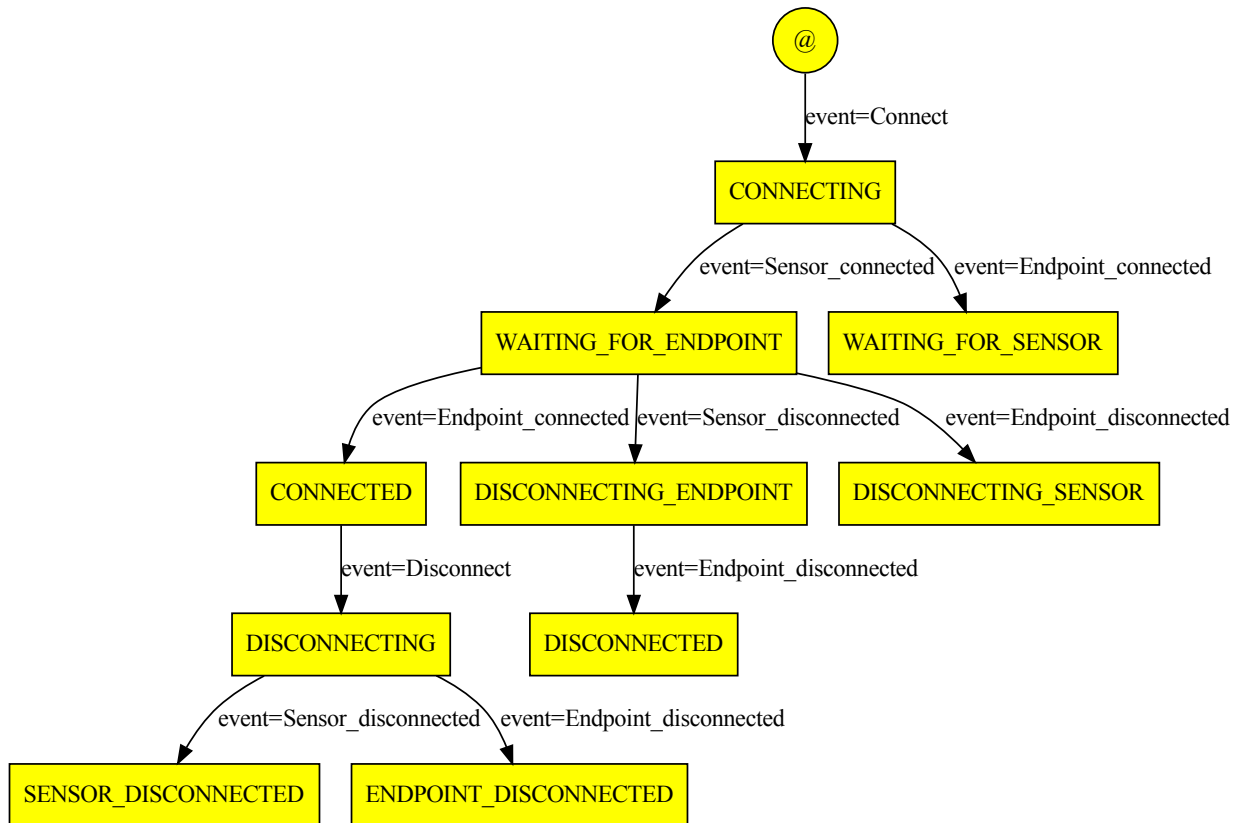 @
event=Connect
CONNECTING
event=Sensor_connected
event=Endpoint_connected
WAITING_FOR_ENDPOINT
WAITING_FOR_SENSOR
event=Endpoint_connected
event=Sensor_disconnected
event=Endpoint_disconnected
CONNECTED
DISCONNECTING_ENDPOINT
DISCONNECTING_SENSOR
event=Disconnect
event=Endpoint_disconnected
DISCONNECTING
DISCONNECTED
event=Sensor_disconnected
event=Endpoint_disconnected
SENSOR_DISCONNECTED
ENDPOINT_DISCONNECTED